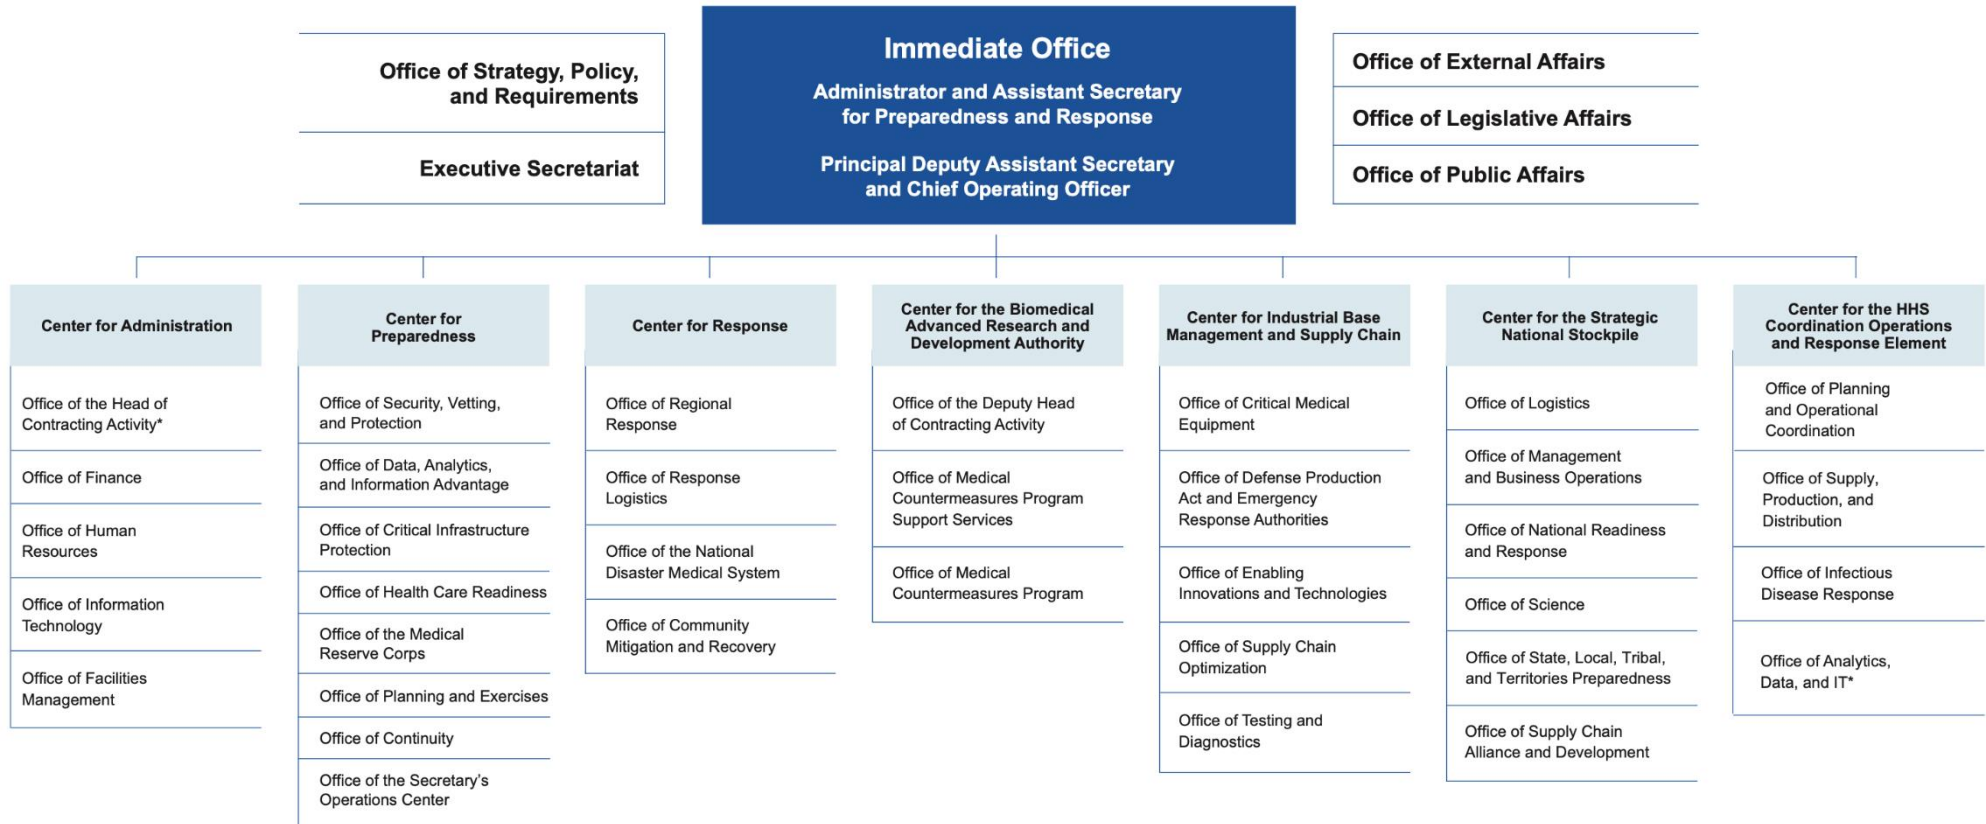 Office of Strategy, Policy,
and Requirements
Executive Secretariat
Immediate Office
Administrator and Assistant Secretary
for Preparedness and Response
Principal Deputy Assistant Secretary
and Chief Operating Officer
Office of External Affairs
Office of Legislative Affairs
Office of Public Affairs
Center for Administration
Office of the Head of
Contracting Activity*
Office of Finance
Office of Human
Resources
Office of Information
Technology
Office of Facilities
Management
Center for
Preparedness
Office of Security, Vetting,
and Protection
Office of Data, Analytics,
and Information Advantage
Office of Critical Infrastructure
Protection
Office of Health Care Readiness
Office of the Medical
Reserve Corps
Office of Planning and Exercises
Office of Continuity
Office of the Secretary’s
Operations Center
Center for Response
Office of Regional
Response
Office of Response
Logistics
Office of the National
Disaster Medical System
Office of Community
Mitigation and Recovery
Center for the Biomedical
Advanced Research and
Development Authority
Office of the Deputy Head
of Contracting Activity
Office of Medical
Countermeasures Program
Support Services
Office of Medical
Countermeasures Program
Center for Industrial Base
Management and Supply Chain
Office of Critical Medical
Equipment
Office of Defense Production
Act and Emergency
Response Authorities
Office of Enabling
Innovations and Technologies
Office of Supply Chain
Optimization
Office of Testing and
Diagnostics
Center for the Strategic
National Stockpile
Office of Logistics
Office of Management
and Business Operations
Office of National Readiness
and Response
Office of Science
Office of State, Local, Tribal,
and Territories Preparedness
Office of Supply Chain
Alliance and Development
Center for the HHS
Coordination Operations
and Response Element
Office of Planning
and Operational
Coordination
Office of Supply,
Production, and
Distribution
Office of Infectious
Disease Response
Office of Analytics,
Data, and IT*